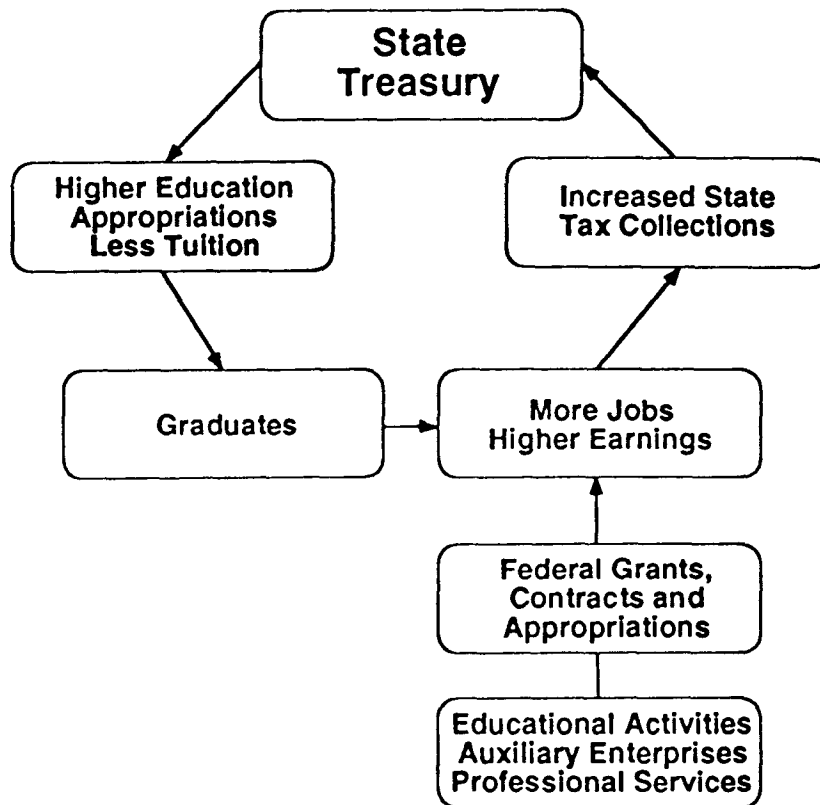 State
Treasury
Higher Education
Appropriations
Less Tuition
Increased State
Tax Collections
Graduates
More Jobs
Higher Earnings
Federal Grants,
Contracts and
Appropriations
Educational Activities
Auxiliary Enterprises
Professional Services